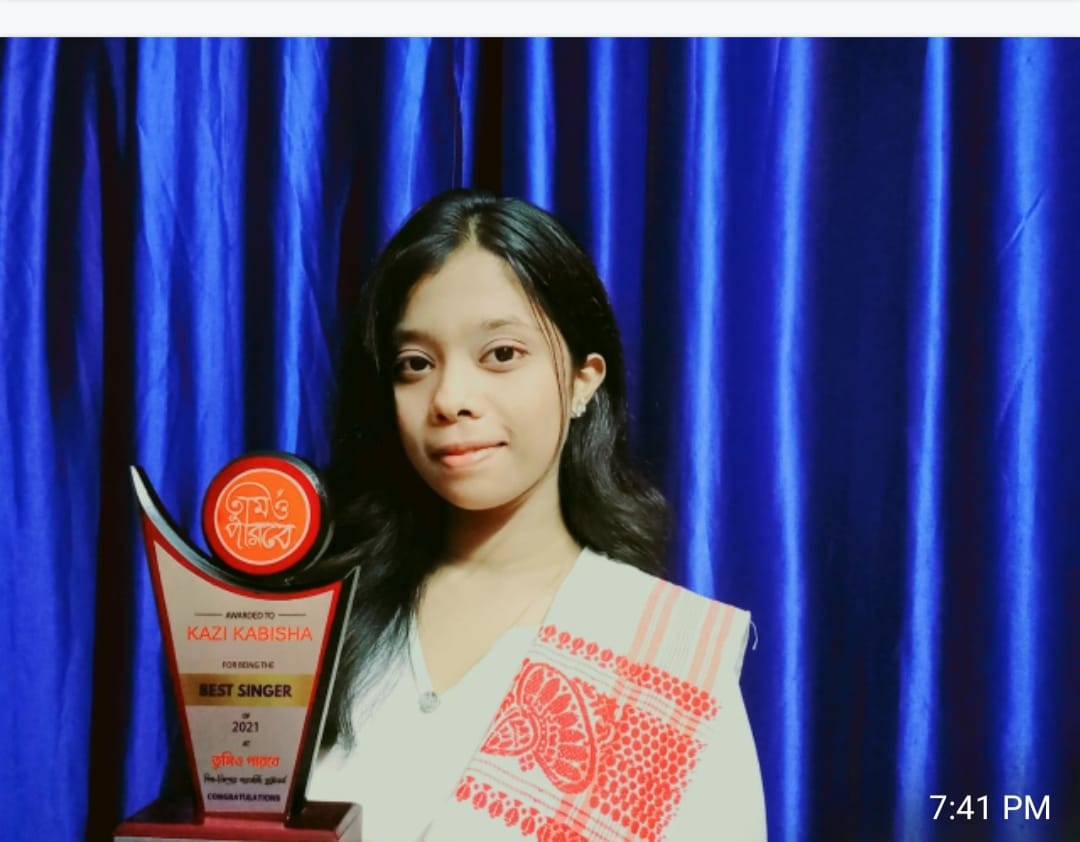 তুমিও
পারবে
AWARDED TO
KAZI KABISHA
FOR BEING THE
BEST SINGER
OF
2021
AT
তুমিও পারবে
CONGRATULATIONS
7:41 PM